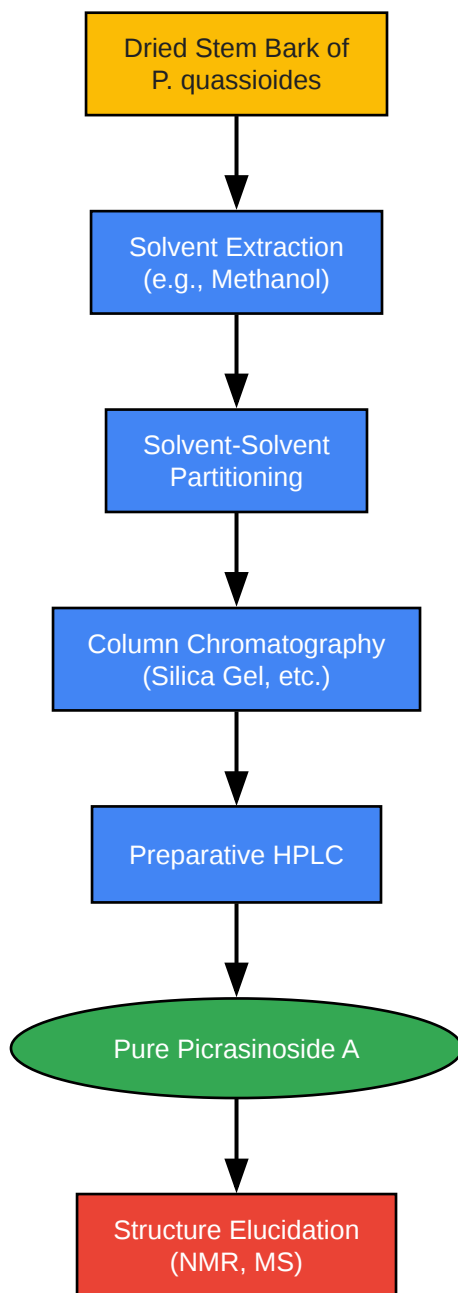 Dried Stem Bark of
P. quassioides
Solvent Extraction
(e.g., Methanol)
Solvent-Solvent
Partitioning
Column Chromatography
(Silica Gel, etc.)
Preparative HPLC
Pure Picrasinoside A
Structure Elucidation
(NMR, MS)